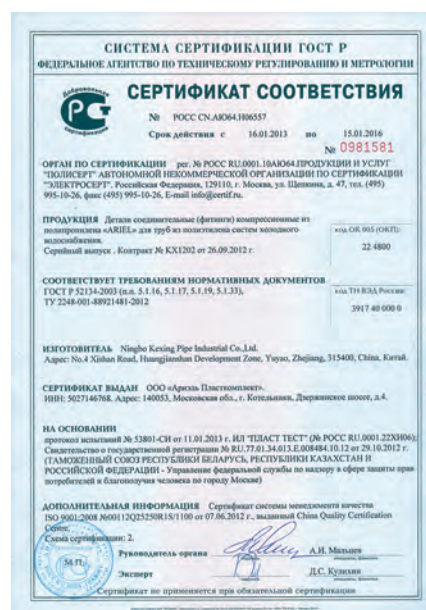 СИСТЕМА СЕРТИФИКАЦИИ ГОСТ Р
ФЕДЕРАЛЬНОЕ АГЕНТСТВО ПО ТЕХНИЧЕСКОМУ РЕГУЛИРОВАНИЮ И МЕТРОЛОГИИ
Добровольная
сертификация
СЕРТИФИКАТ СООТВЕТСТВИЯ
№ РОСС CN.АЮ64.Н06557
Срок действия с 16.01.2013 по 15.01.2016
№ 0981581
ОРГАН ПО СЕРТИФИКАЦИИ рег. № РОСС RU.0001.10АЮ64.ПРОДУКЦИИ И УСЛУГ
"ПОЛИСЕРТ" АВТОНОМНОЙ НЕКОММЕРЧЕСКОЙ ОРГАНИЗАЦИИ ПО СЕРТИФИКАЦИИ
"ЭЛЕКТРОСЕРТ". Российская Федерация, 129110, г. Москва, ул. Щепкина, д. 47, тел. (495)
995-10-26, факс (495) 995-10-26, E-mail info@certif.ru.
ПРОДУКЦИЯ Детали соединительные (фитинги) компрессионные из
полипропилена «ARIEL» для труб из полиэтилена систем холодного
водоснабжения.
Серийный выпуск . Контракт № KX1202 от 26.09.2012 г.
код ОК 005 (ОКП):
22 4800
СООТВЕТСТВУЕТ ТРЕБОВАНИЯМ НОРМАТИВНЫХ ДОКУМЕНТОВ
ГОСТ Р 52134-2003 (п.п. 5.1.16, 5.1.17, 5.1.19, 5.1.33),
ТУ 2248-001-88921481-2012
код ТН ВЭД России:
3917 40 000 0
ИЗГОТОВИТЕЛЬ Ningbo Kexing Pipe Industrial Co.,Ltd.
Адрес: No.4 Xishan Road, Huangjianshan Development Zone, Yuyao, Zhejiang, 315400, China, Китай.
СЕРТИФИКАТ ВЫДАН ООО «Ариэль Пласткомплект».
ИНН: 5027146768. Адрес: 140053, Московская обл., г. Котельники, Дзержинское шоссе, д.4.
НА ОСНОВАНИИ
протокол испытаний № 53801-СИ от 11.01.2013 г. ИЛ "ПЛАСТ ТЕСТ" (№ РОСС RU.0001.22ХИ06);
Свидетельство о государственной регистрации № RU.77.01.34.013.Е.008484.10.12 от 29.10.2012 г.
(ТАМОЖЕННЫЙ СОЮЗ РЕСПУБЛИКИ БЕЛАРУСЬ, РЕСПУБЛИКИ КАЗАХСТАН И
РОССИЙСКОЙ ФЕДЕРАЦИИ - Управление федеральной службы по надзору в сфере защиты прав
потребителей и благополучия человека по городу Москве)
ДОПОЛНИТЕЛЬНАЯ ИНФОРМАЦИЯ Сертификат системы менеджмента качества
ISO 9001:2008 №00112Q25250R1S/1100 от 07.06.2012 г., выданный China Quality Certification
Centre.
Схема сертификации: 2.
М.П.
Руководитель органа А.И. Мальцев
Эксперт Д.С. Кулихин
Сертификат не применяется при обязательной сертификации